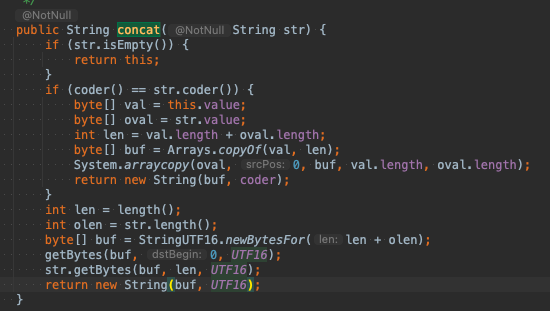 */
@NotNull
public String concat( @NotNull String str) {
if (str.isEmpty()) {
return this;
}
if (coder() == str.coder()) {
byte[] val = this.value;
byte[] oval = str.value;
int len = val.length + oval.length;
byte[] buf = Arrays.copyOf(val, len);
System.arraycopy(oval, srcPos: 0, buf, val.length, oval.length);
return new String(buf, coder);
}
int len = length();
int olen = str.length();
byte[] buf = StringUTF16.newBytesFor( len: len + olen);
getBytes(buf, dstBegin: 0, UTF16);
str.getBytes(buf, len, UTF16);
return new String(buf, UTF16);
}